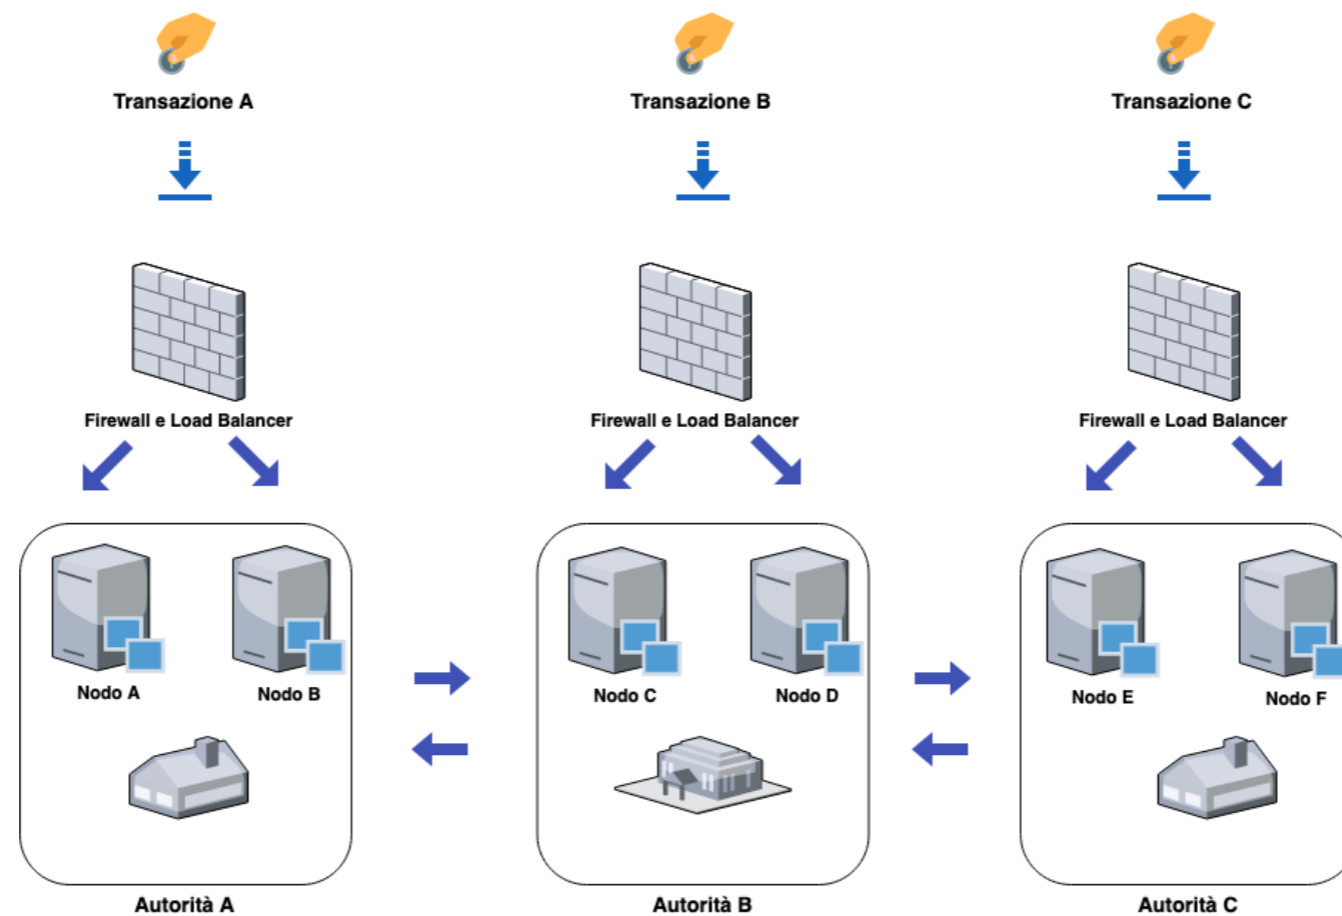 Transazione A
Transazione B
Transazione C
Firewall e Load Balancer
Firewall e Load Balancer
Firewall e Load Balancer
Nodo A
Nodo B
Nodo C
Nodo D
Nodo E
Nodo F
Autorità A
Autorità B
Autorità C